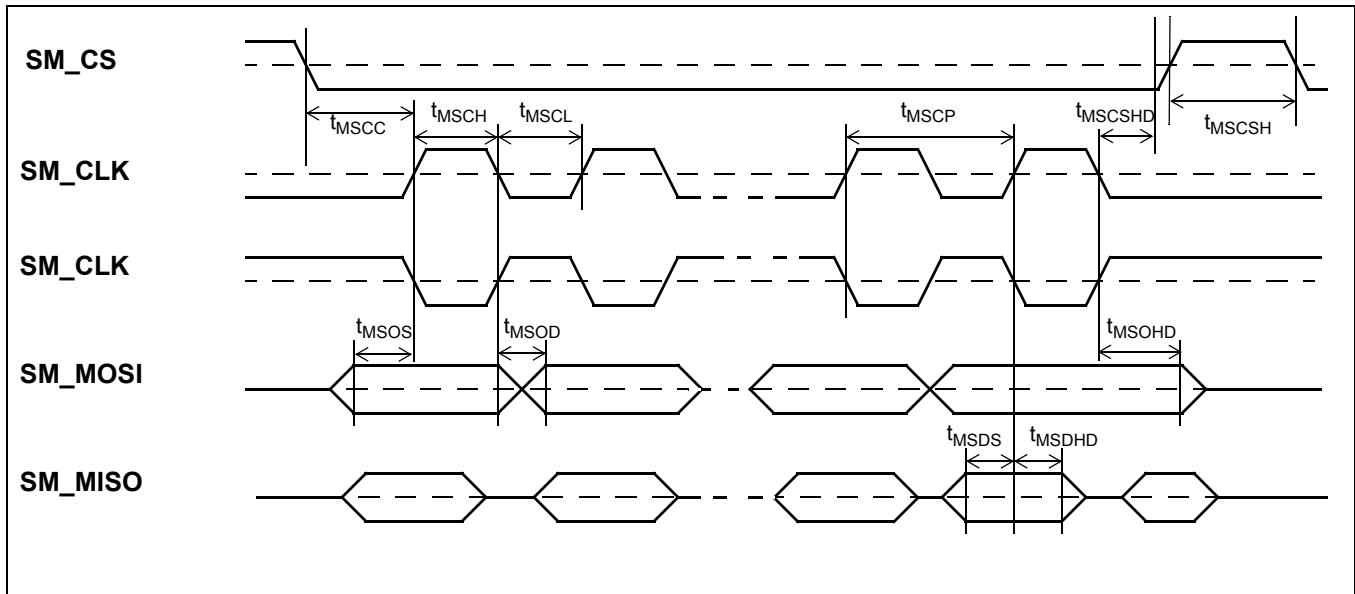 SM_CS
tMSCC
tMSCH
tMSCL
tMSCP
tMSCSHD
tMSCSH
SM_CLK
SM_CLK
tMSOS
tMSOD
tMSOHD
SM_MOSI
tMSDS
tMSDHD
SM_MISO